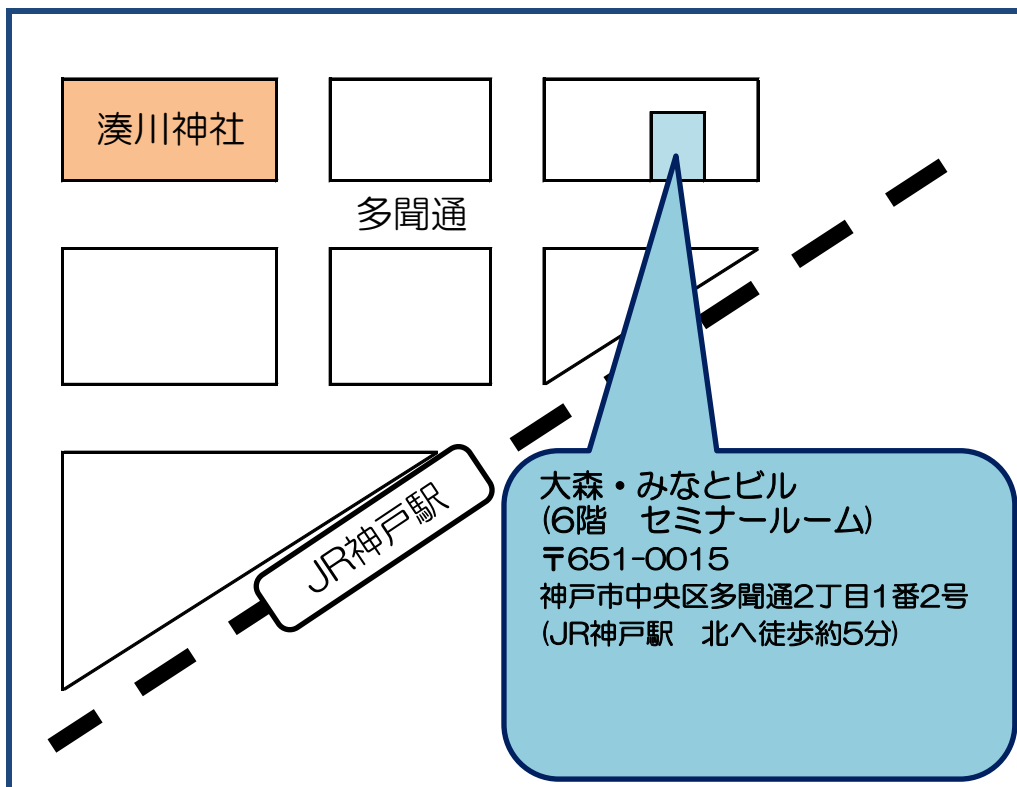 湊川神社
多聞通
JR神戸駅
大森・みなとビル
(6階　セミナールーム)
〒651-0015
神戸市中央区多聞通2丁目1番2号
(JR神戸駅　北へ徒歩約5分)